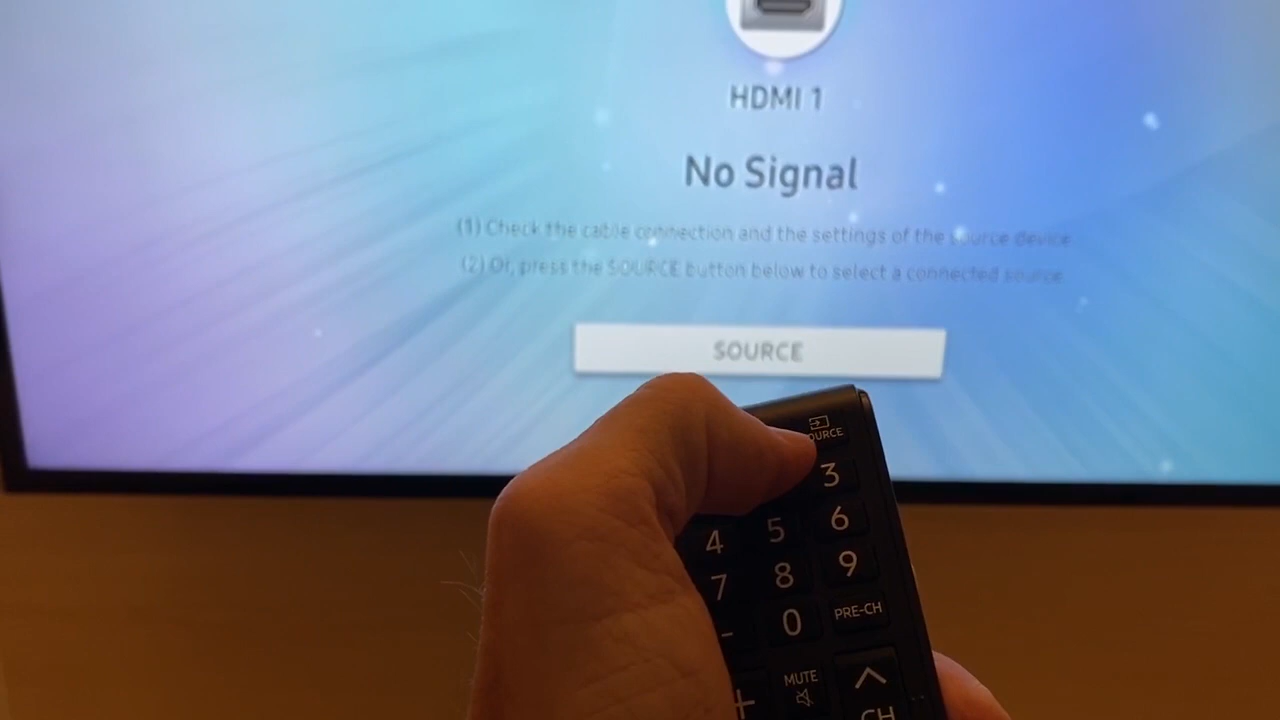 HDMI 1
No Signal
(1) Check the cable connection and the settings of the source device
(2) Or, press the SOURCE button below to select a connected source
SOURCE
OURCE
3
4 5 6
7 8 9
- 0 PRE-CH
+ MUTE
CH